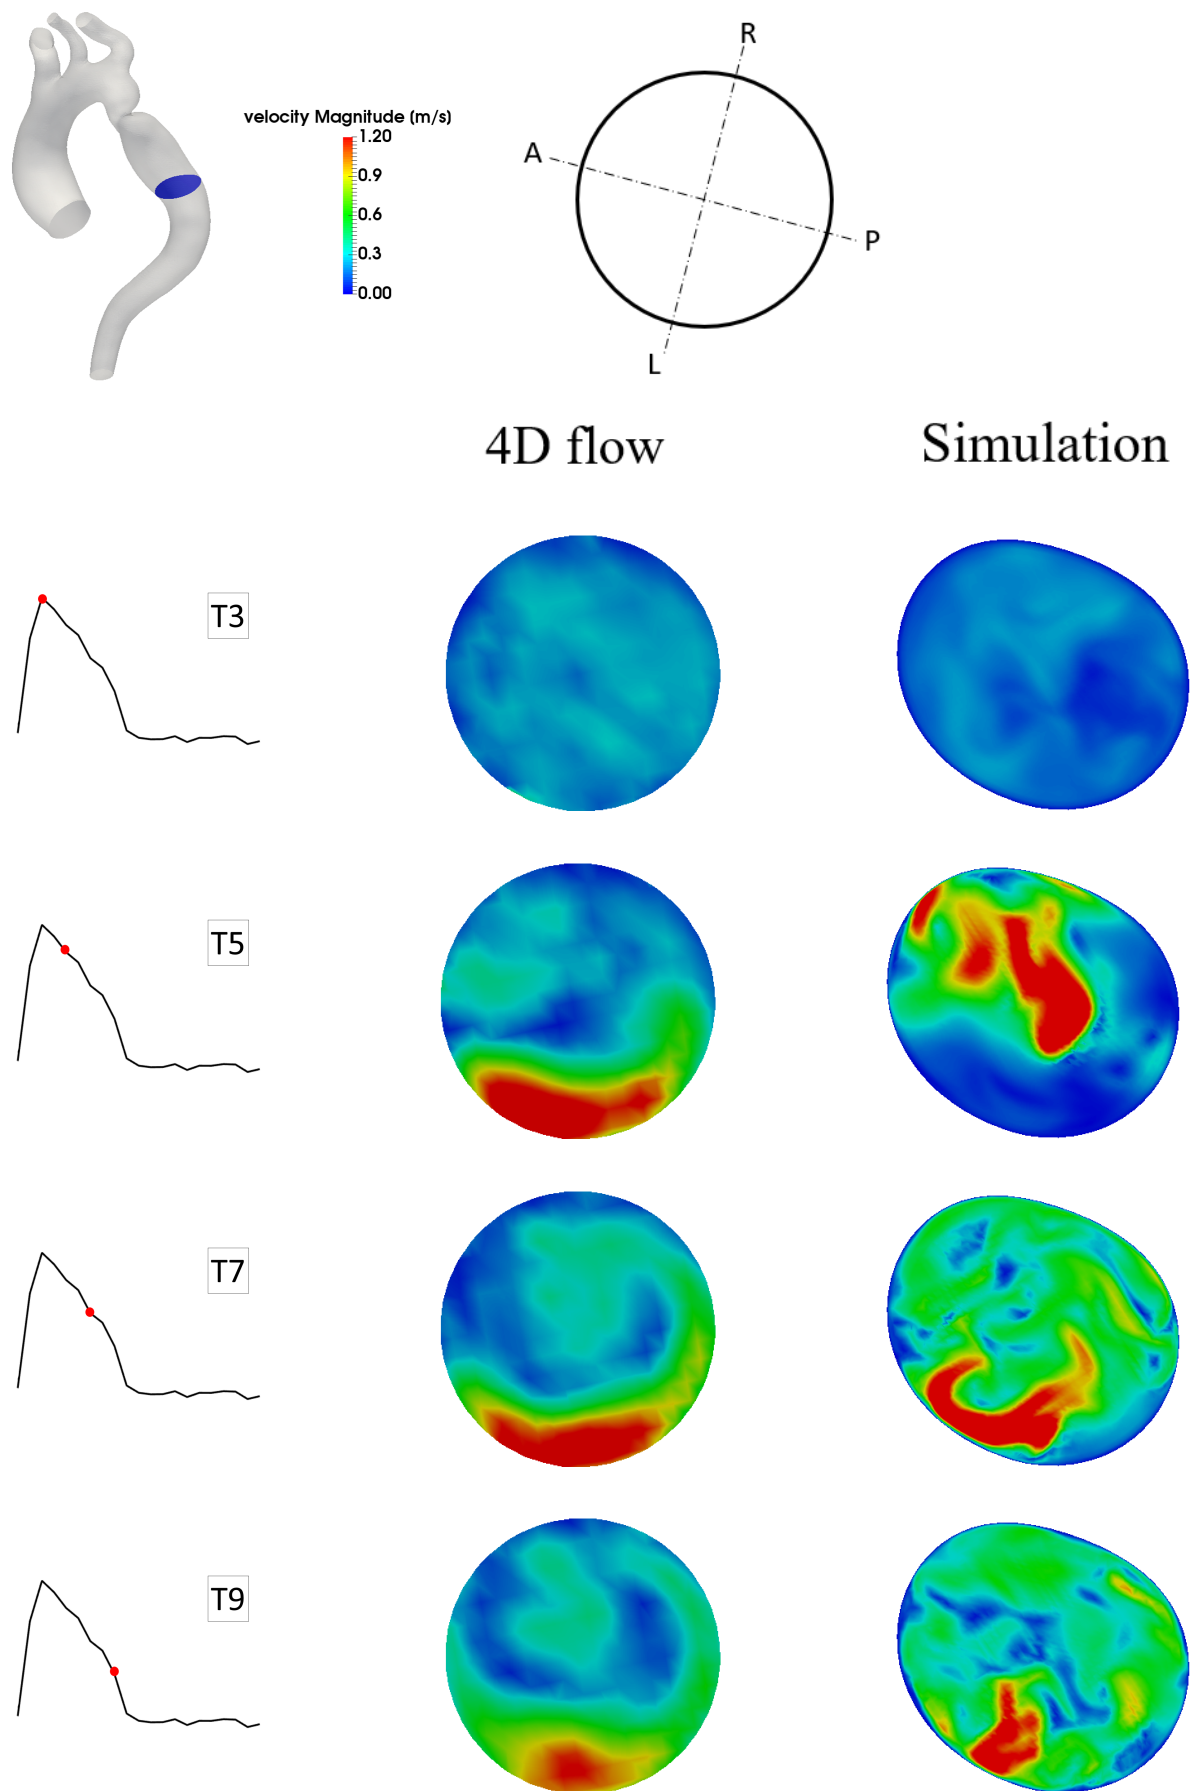 R
velocity Magnitude (m/s)
1.20
A
0.9
0.6
P
0.3
0.00
L
4D flow
Simulation
T3
T5
T7
T9